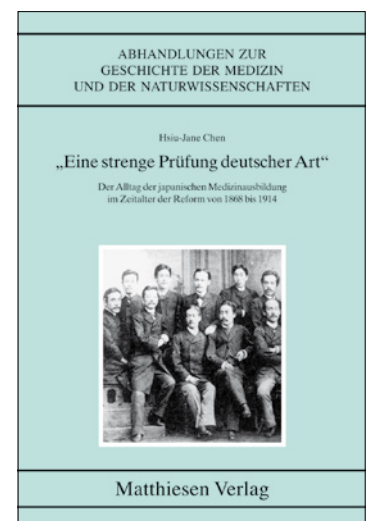 ABHANDLUNGEN ZUR
GESCHICHTE DER MEDIZIN
UND DER NATURWISSENSCHAFTEN
Hsiu-Jane Chen
„Eine strenge Prüfung deutscher Art“
Der Alltag der japanischen Medizinausbildung
im Zeitalter der Reform von 1868 bis 1914
Matthiesen Verlag